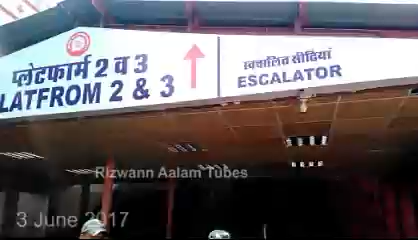 प्लेटफार्म 2 व 3
LATFROM 2 & 3
स्वचालित सीढियां
ESCALATOR
Rizwann Aalam Tubes
3 June 2017